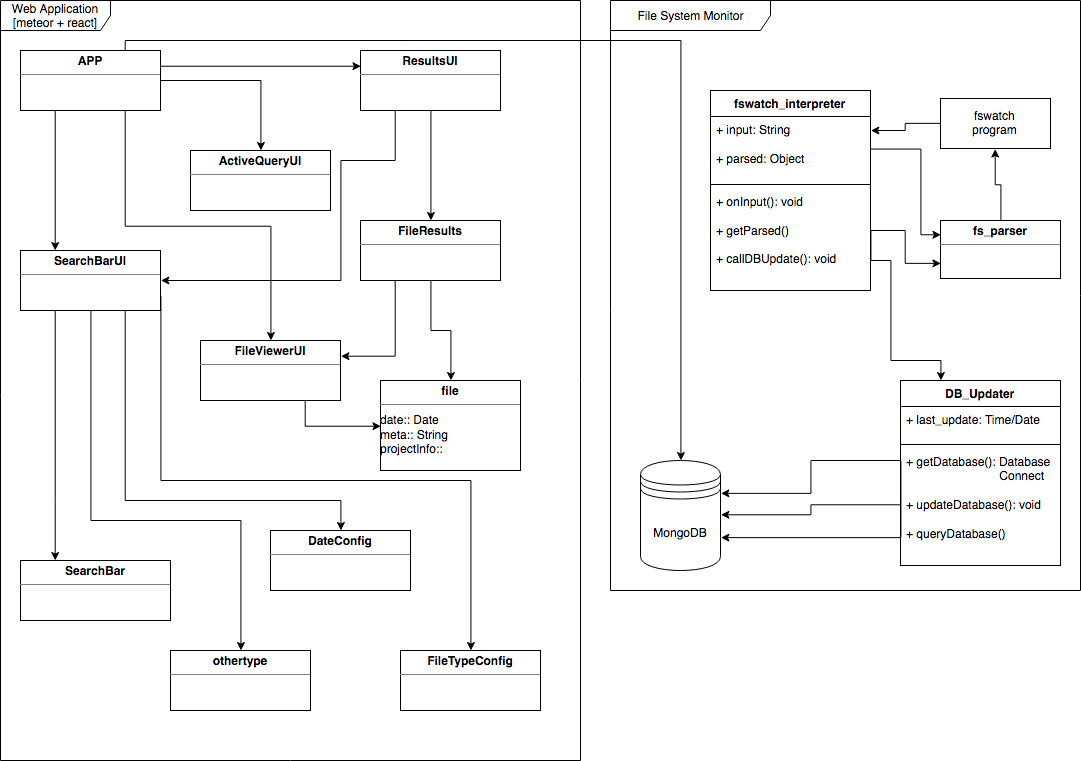 Web Application
[meteor + react]
APP
ResultsUI
ActiveQueryUI
SearchBarUI
FileResults
FileViewerUI
file
date:: Date
meta:: String
projectInfo::
DateConfig
SearchBar
othertype
FileTypeConfig
File System Monitor
fswatch_interpreter
+ input: String
+ parsed: Object
+ onInput(): void
+ getParsed()
+ callDBUpdate(): void
fswatch
program
fs_parser
DB_Updater
+ last_update: Time/Date
+ getDatabase(): Database
Connect
+ updateDatabase(): void
+ queryDatabase()
MongoDB